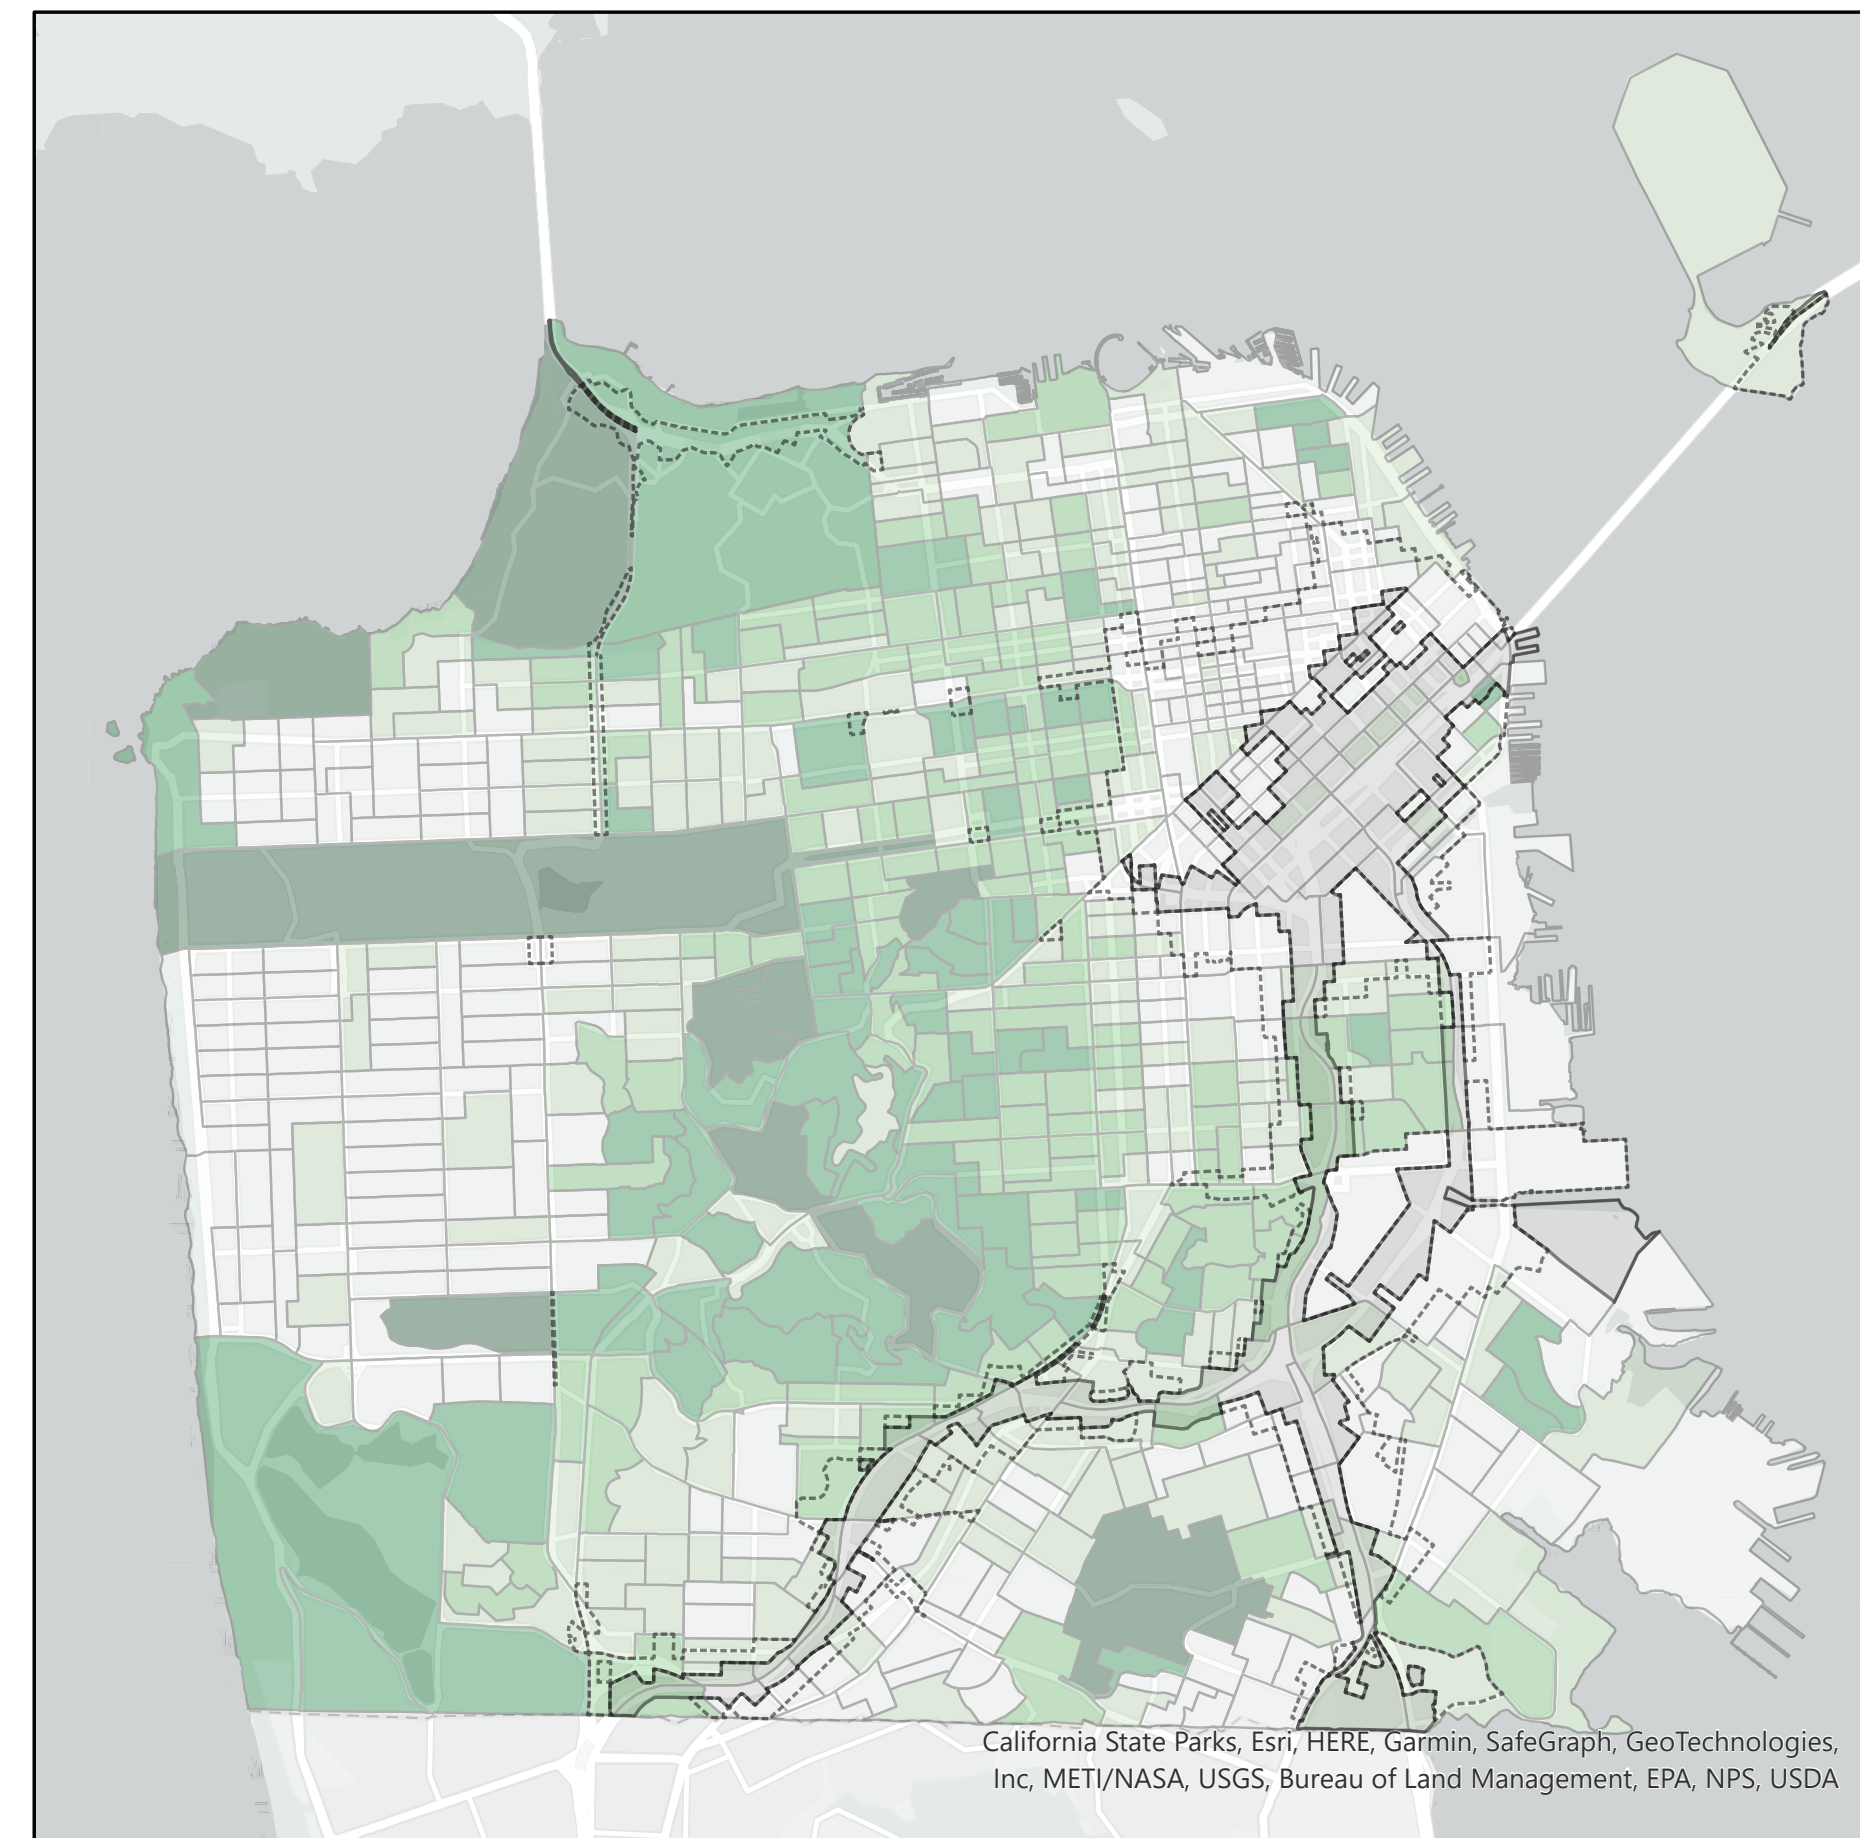 California State Parks, Esri, HERE, Garmin, SafeGraph, GeoTechnologies,
Inc, METI/NASA, USGS, Bureau of Land Management, EPA, NPS, USDA